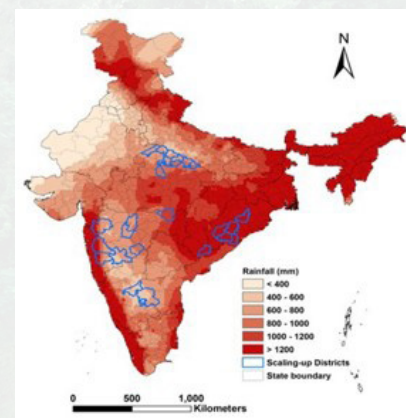 N
Rainfall (mm)
< 400
400 - 600
600 - 800
800 - 1000
1000 - 1200
> 1200
Scaling-up Districts
State boundary
0 500 1,000
Kilometers